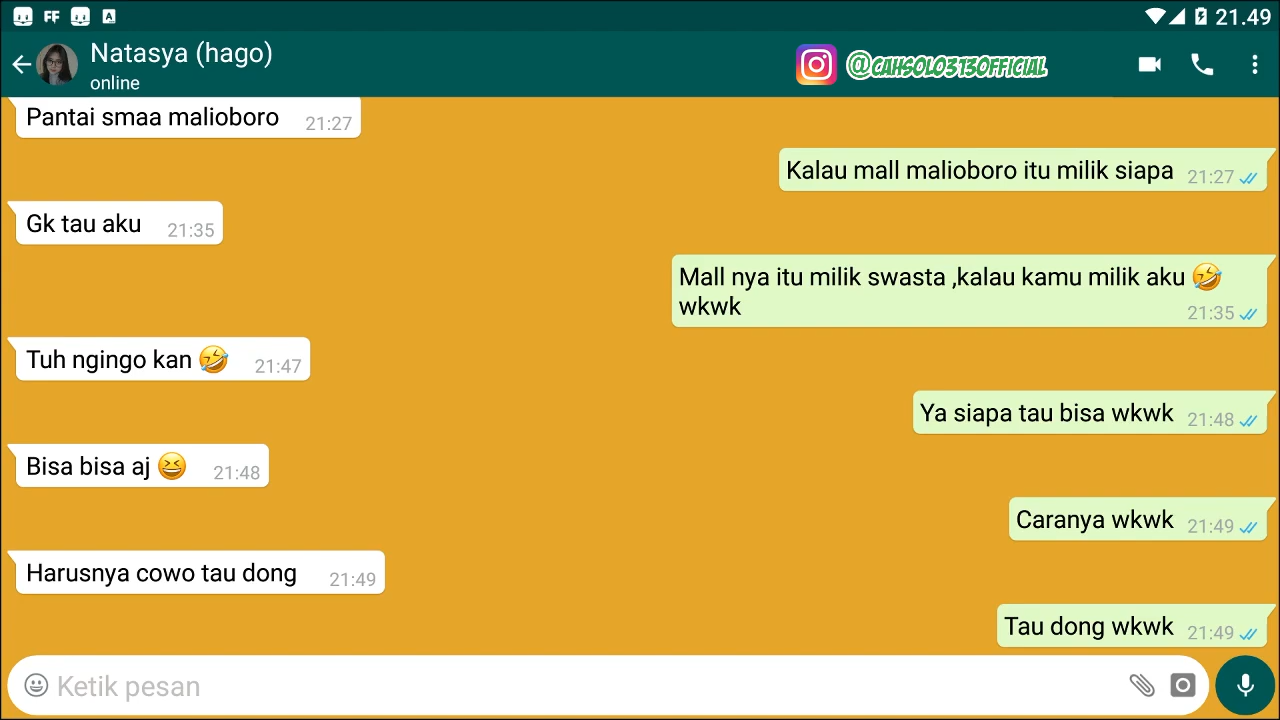 FF
A
21.49
Natasya (hago)
online
@CAHSOLO313OFFICIAL
Pantai smaa malioboro 21:27
Kalau mall malioboro itu milik siapa 21:27
Gk tau aku 21:35
Mall nya itu milik swasta ,kalau kamu milik aku 🤣
wkwk 21:35
Tuh ngingo kan 🤣 21:47
Ya siapa tau bisa wkwk 21:48
Bisa bisa aj 😆 21:48
Caranya wkwk 21:49
Harusnya cowo tau dong 21:49
Tau dong wkwk 21:49
Ketik pesan